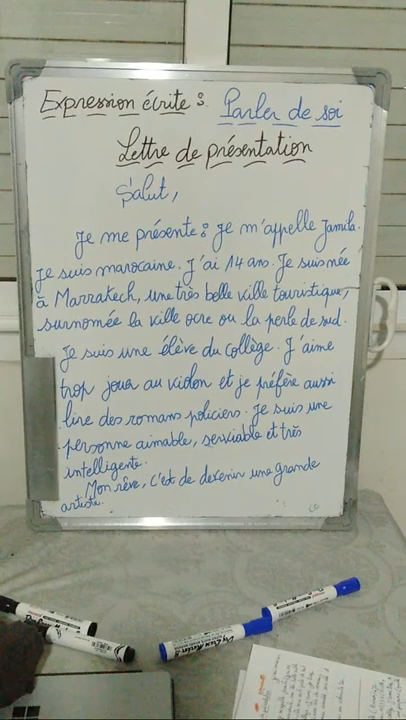 Expression écrite : Parler de soi
Lettre de présentation
Salut,
Je me présente : je m'appelle Jamila.
Je suis marocaine. J'ai 14 ans. Je suis née
à Marrakech, une très belle ville touristique,
surnomée la ville ocre ou la perle de sud.
Je suis une élève du collège. J'aime
trop jouer au violon et je préfère aussi
lire des romans policiers. Je suis une
personne aimable, serviable et très
intelligente.
Mon rêve, c'est de devenir une grande
artiste.